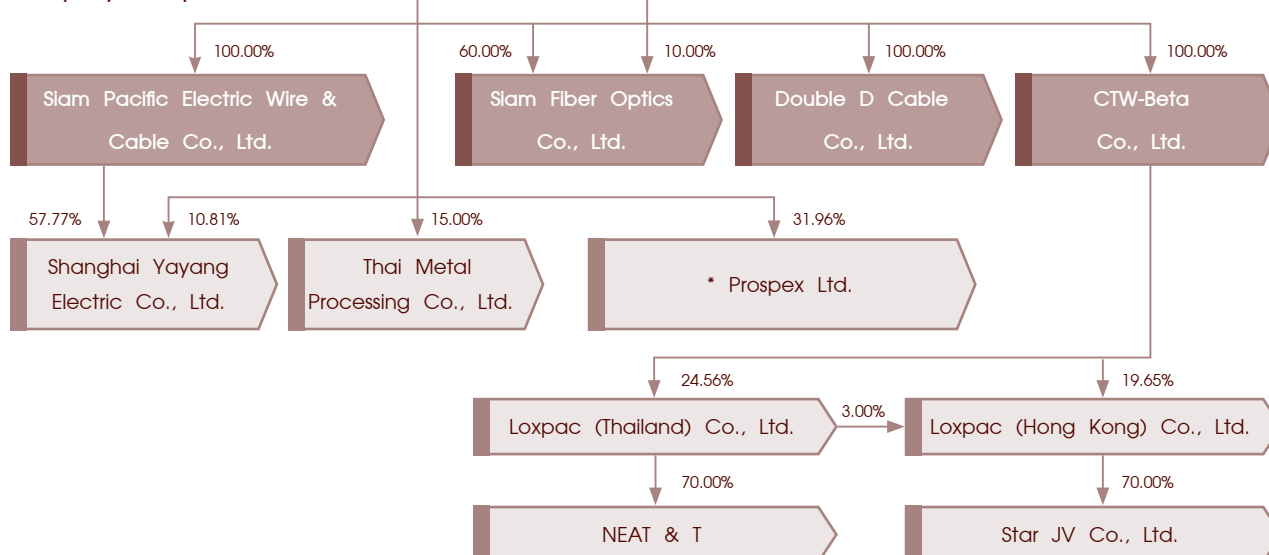 100.00%
60.00%
10.00%
100.00%
100.00%
Siam Pacific Electric Wire &
Cable Co., Ltd.
Siam Fiber Optics
Co., Ltd.
Double D Cable
Co., Ltd.
CTW-Beta
Co., Ltd.
57.77%
10.81%
15.00%
31.96%
Shanghai Yayang
Electric Co., Ltd.
Thai Metal
Processing Co., Ltd.
* Prospex Ltd.
24.56%
19.65%
Loxpac (Thailand) Co., Ltd.
3.00%
Loxpac (Hong Kong) Co., Ltd.
70.00%
70.00%
NEAT & T
Star JV Co., Ltd.